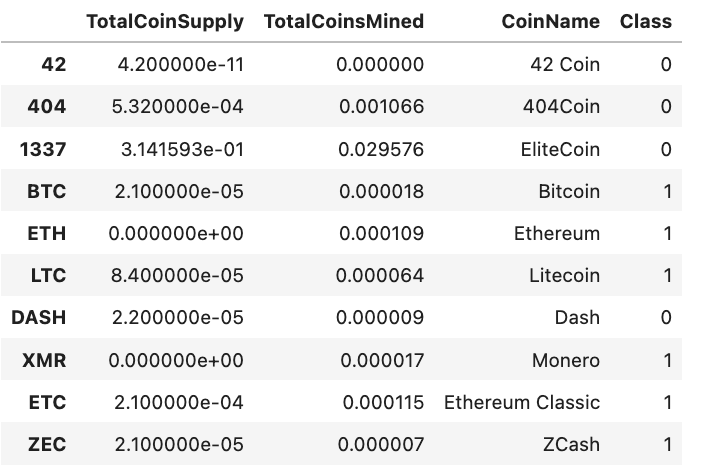 TotalCoinSupply TotalCoinsMined CoinName Class
42 4.200000e-11 0.000000 42 Coin 0
404 5.320000e-04 0.001066 404Coin 0
1337 3.141593e-01 0.029576 EliteCoin 0
BTC 2.100000e-05 0.000018 Bitcoin 1
ETH 0.000000e+00 0.000109 Ethereum 1
LTC 8.400000e-05 0.000064 Litecoin 1
DASH 2.200000e-05 0.000009 Dash 0
XMR 0.000000e+00 0.000017 Monero 1
ETC 2.100000e-04 0.000115 Ethereum Classic 1
ZEC 2.100000e-05 0.000007 ZCash 1